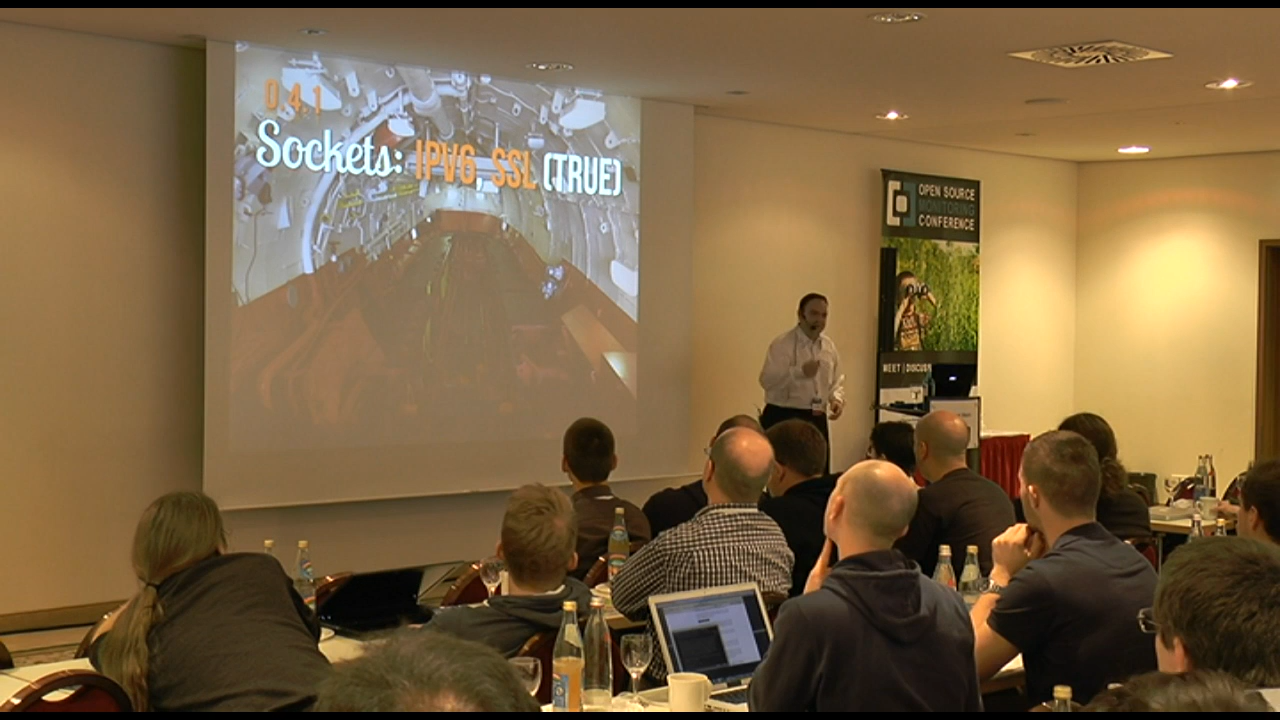 0.4.1
Sockets: IPV6, SSL (TRUE)
OPEN SOURCE
MONITORING
CONFERENCE
MEET | DISCUSS